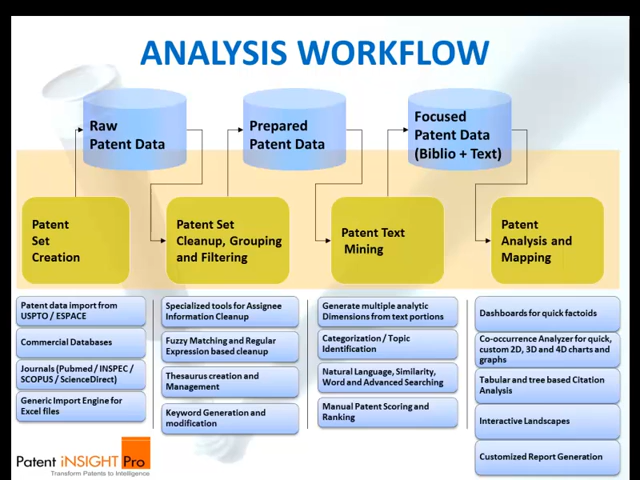 ANALYSIS WORKFLOW
Raw
Patent Data
Prepared
Patent Data
Focused
Patent Data
(Biblio + Text)
Patent
Set
Creation
Patent Set
Cleanup, Grouping
and Filtering
Patent Text
Mining
Patent
Analysis and
Mapping
Patent data import from
USPTO / ESPACE
Commercial Databases
Journals (Pubmed / INSPEC /
SCOPUS / ScienceDirect)
Generic Import Engine for
Excel files
Specialized tools for Assignee
Information Cleanup
Fuzzy Matching and Regular
Expression based cleanup
Thesaurus creation and
Management
Keyword Generation and
modification
Generate multiple analytic
Dimensions from text portions
Categorization / Topic
Identification
Natural Language, Similarity,
Word and Advanced Searching
Manual Patent Scoring and
Ranking
Dashboards for quick factoids
Co-occurrence Analyzer for quick,
custom 2D, 3D and 4D charts and
graphs
Tabular and tree based Citation
Analysis
Interactive Landscapes
Customized Report Generation
Patent iNSIGHT Pro
Transform Patents to Intelligence